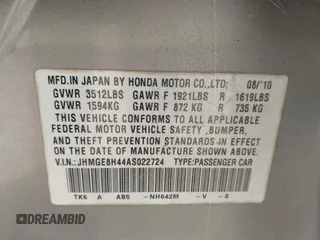 MFD. IN JAPAN BY HONDA MOTOR CO.,LTD. 08/'10
GVWR 3512LBS GAWR F 1921LBS R 1619LBS
GVWR 1594KG GAWR F 872 KG R 735 KG
THIS VEHICLE CONFORMS TO ALL APPLICABLE
FEDERAL MOTOR VEHICLE SAFETY ,BUMPER,
AND THEFT PREVENTION STANDARDS IN
EFFECT ON THE DATE OF MANUFACTURE
SHOWN ABOVE.
V.I.N:JHMGE8H44AS022724 TYPE:PASSENGER CAR
TK6 A ABS -NH642M -V -8
DREAMBID